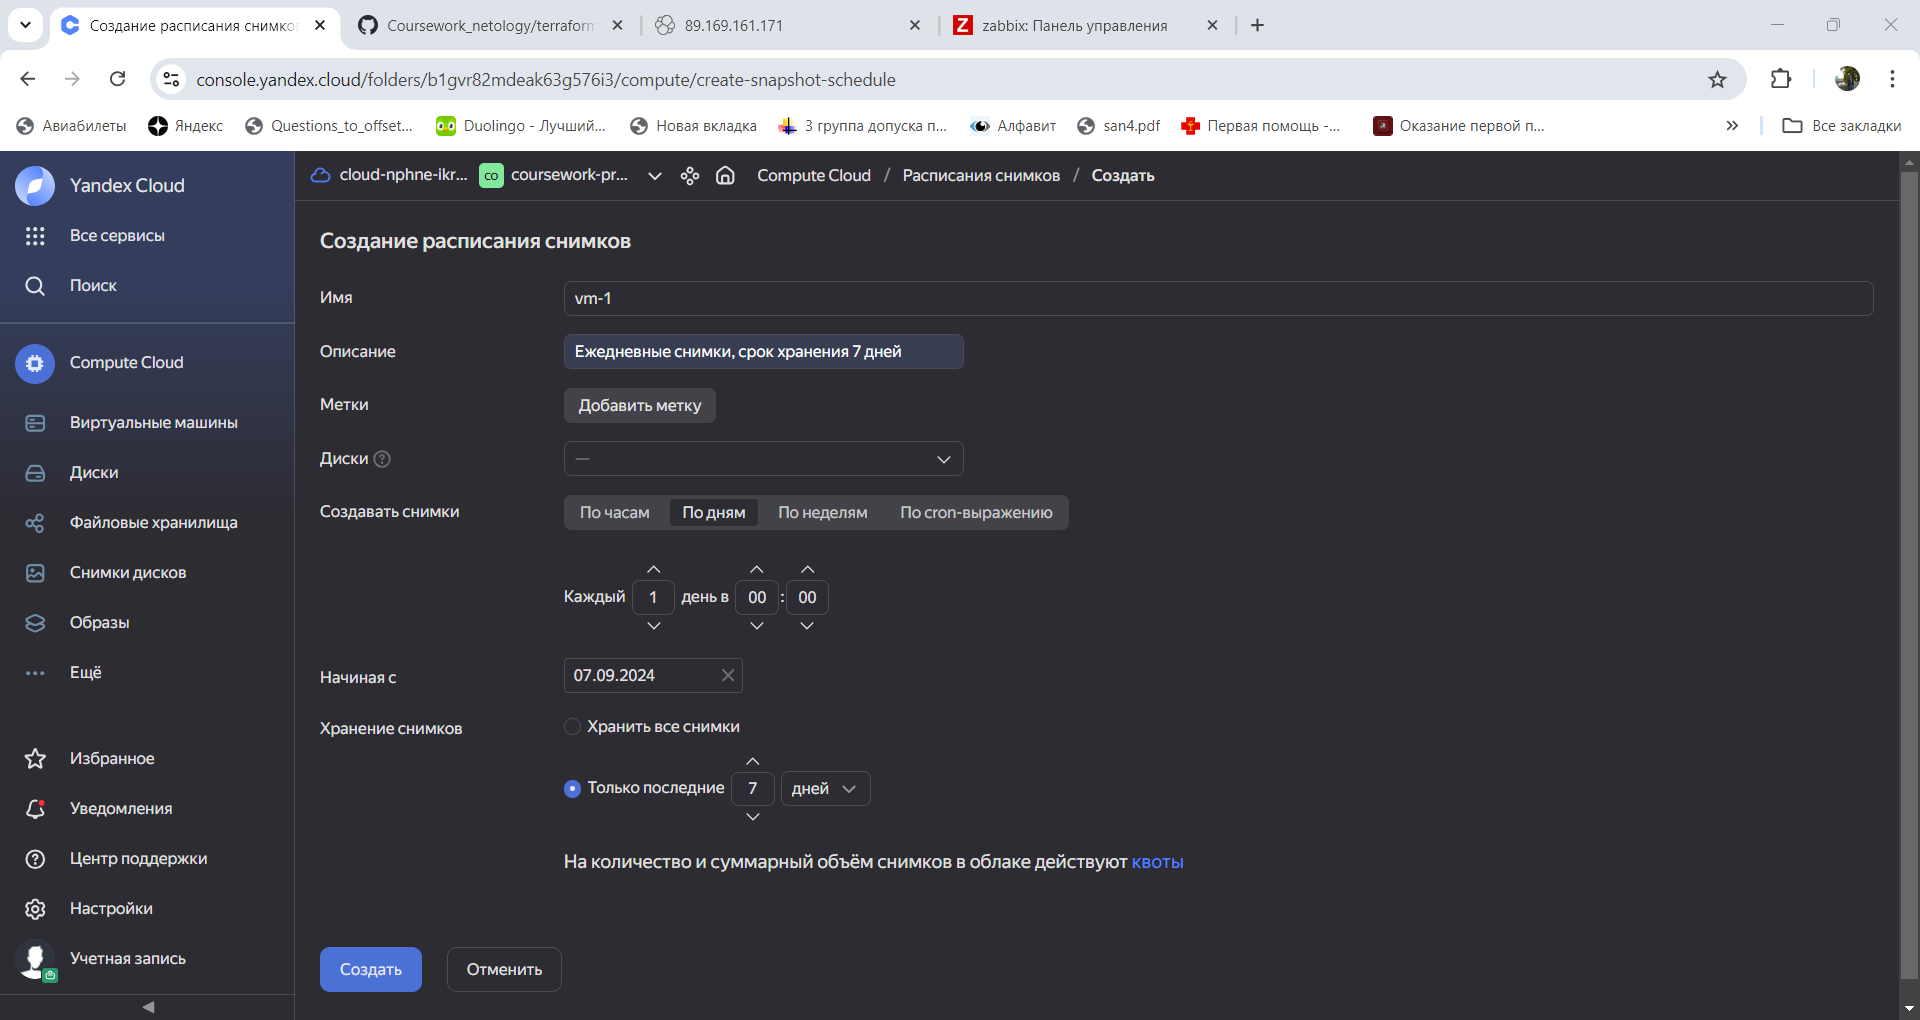 Создание расписания снимков
Coursework_netology/terraform
89.169.161.171
Z zabbix: Панель управления
console.yandex.cloud/folders/b1gvr82mdeak63g576i3/compute/create-snapshot-schedule
Авиабилеты
Яндекс
Questions_to_offset...
Duolingo - Лучший...
Новая вкладка
3 группа допуска п...
Алфавит
san4.pdf
Первая помощь -...
Оказание первой п...
Все закладки
Yandex Cloud
Все сервисы
Поиск
Compute Cloud
Виртуальные машины
Диски
Файловые хранилища
Снимки дисков
Образы
Ещё
Избранное
Уведомления
Центр поддержки
Настройки
Учетная запись
cloud-nphne-ikr... co coursework-pr... Compute Cloud / Расписания снимков / Создать
Создание расписания снимков
Имя vm-1
Описание Ежедневные снимки, срок хранения 7 дней
Метки Добавить метку
Диски —
Создавать снимки По часам По дням По неделям По cron-выражению
Каждый 1 день в 00 : 00
Начиная с 07.09.2024
Хранение снимков Хранить все снимки
Только последние 7 дней
На количество и суммарный объём снимков в облаке действуют квоты
Создать Отменить